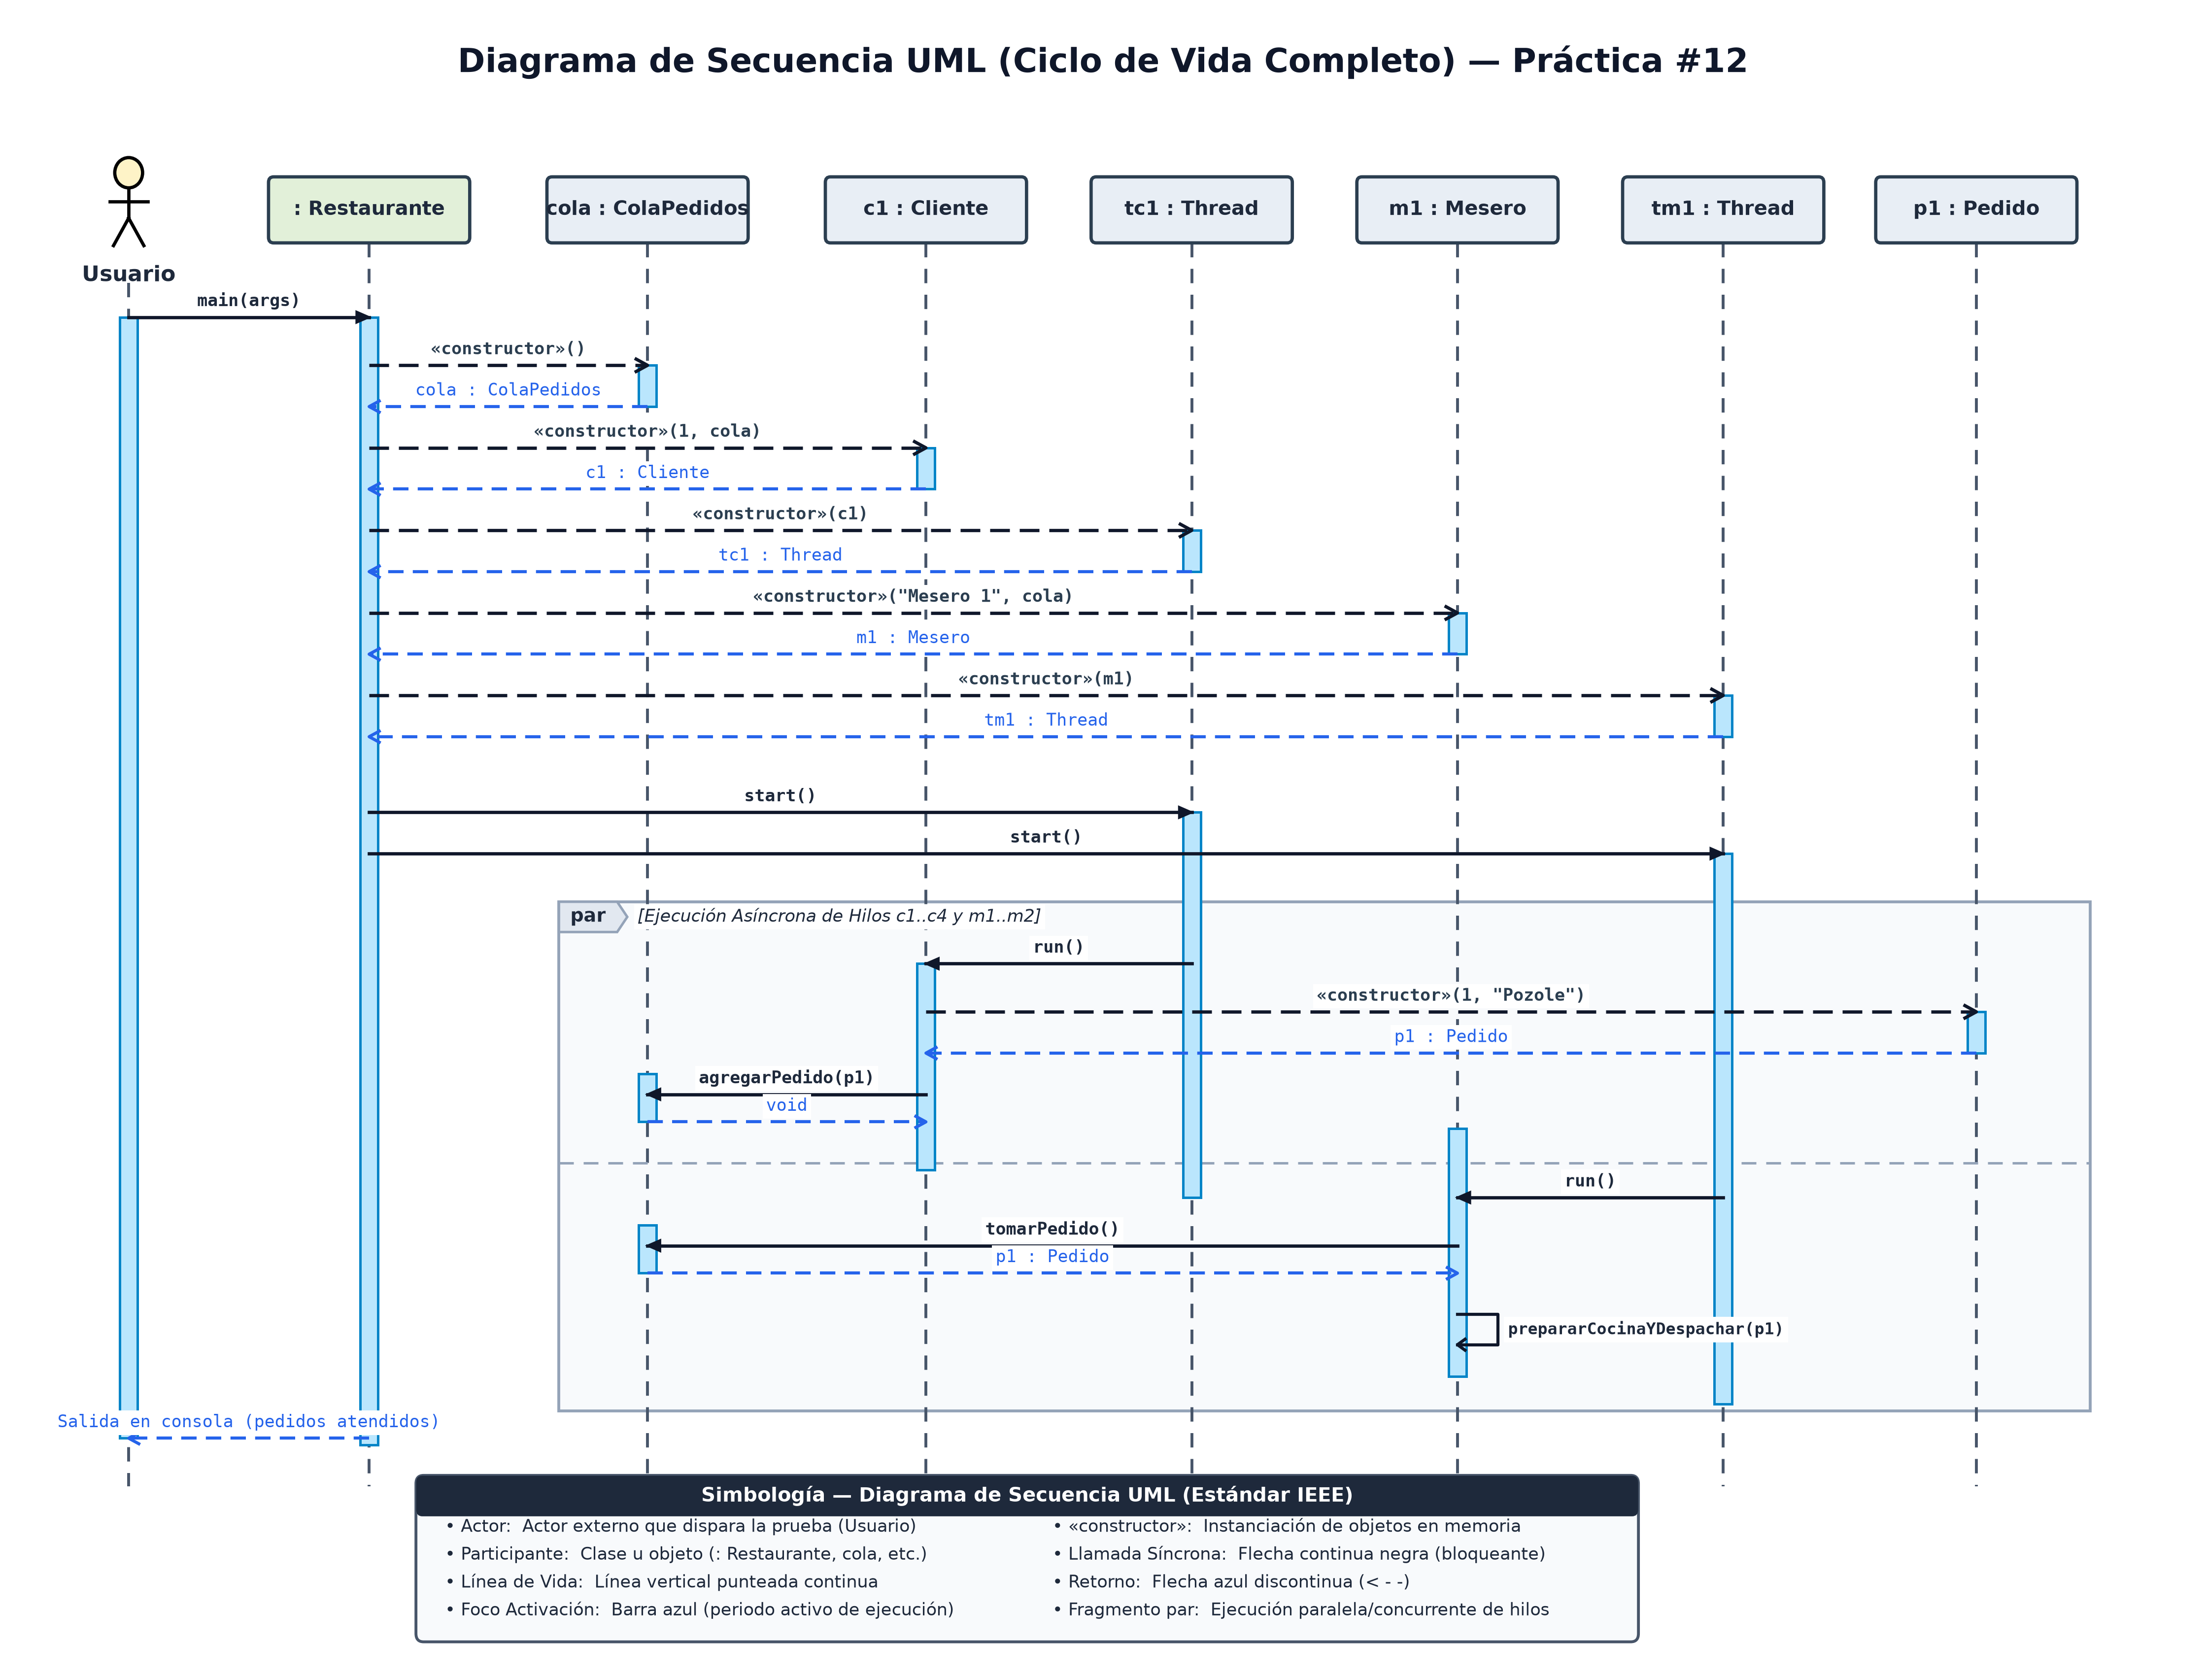 Diagrama de Secuencia UML (Ciclo de Vida Completo) — Práctica #12
Usuario
: Restaurante
cola : ColaPedidos
c1 : Cliente
tc1 : Thread
m1 : Mesero
tm1 : Thread
p1 : Pedido
main(args)
«constructor»()
cola : ColaPedidos
«constructor»(1, cola)
c1 : Cliente
«constructor»(c1)
tc1 : Thread
«constructor»("Mesero 1", cola)
m1 : Mesero
«constructor»(m1)
tm1 : Thread
start()
start()
par [Ejecución Asíncrona de Hilos c1..c4 y m1..m2]
run()
«constructor»(1, "Pozole")
p1 : Pedido
agregarPedido(p1)
void
run()
tomarPedido()
p1 : Pedido
prepararCocinaYDespachar(p1)
Salida en consola (pedidos atendidos)
Simbología — Diagrama de Secuencia UML (Estándar IEEE)
• Actor: Actor externo que dispara la prueba (Usuario)
• Participante: Clase u objeto (: Restaurante, cola, etc.)
• Línea de Vida: Línea vertical punteada continua
• Foco Activación: Barra azul (periodo activo de ejecución)
• «constructor»: Instanciación de objetos en memoria
• Llamada Síncrona: Flecha continua negra (bloqueante)
• Retorno: Flecha azul discontinua (< - -)
• Fragmento par: Ejecución paralela/concurrente de hilos